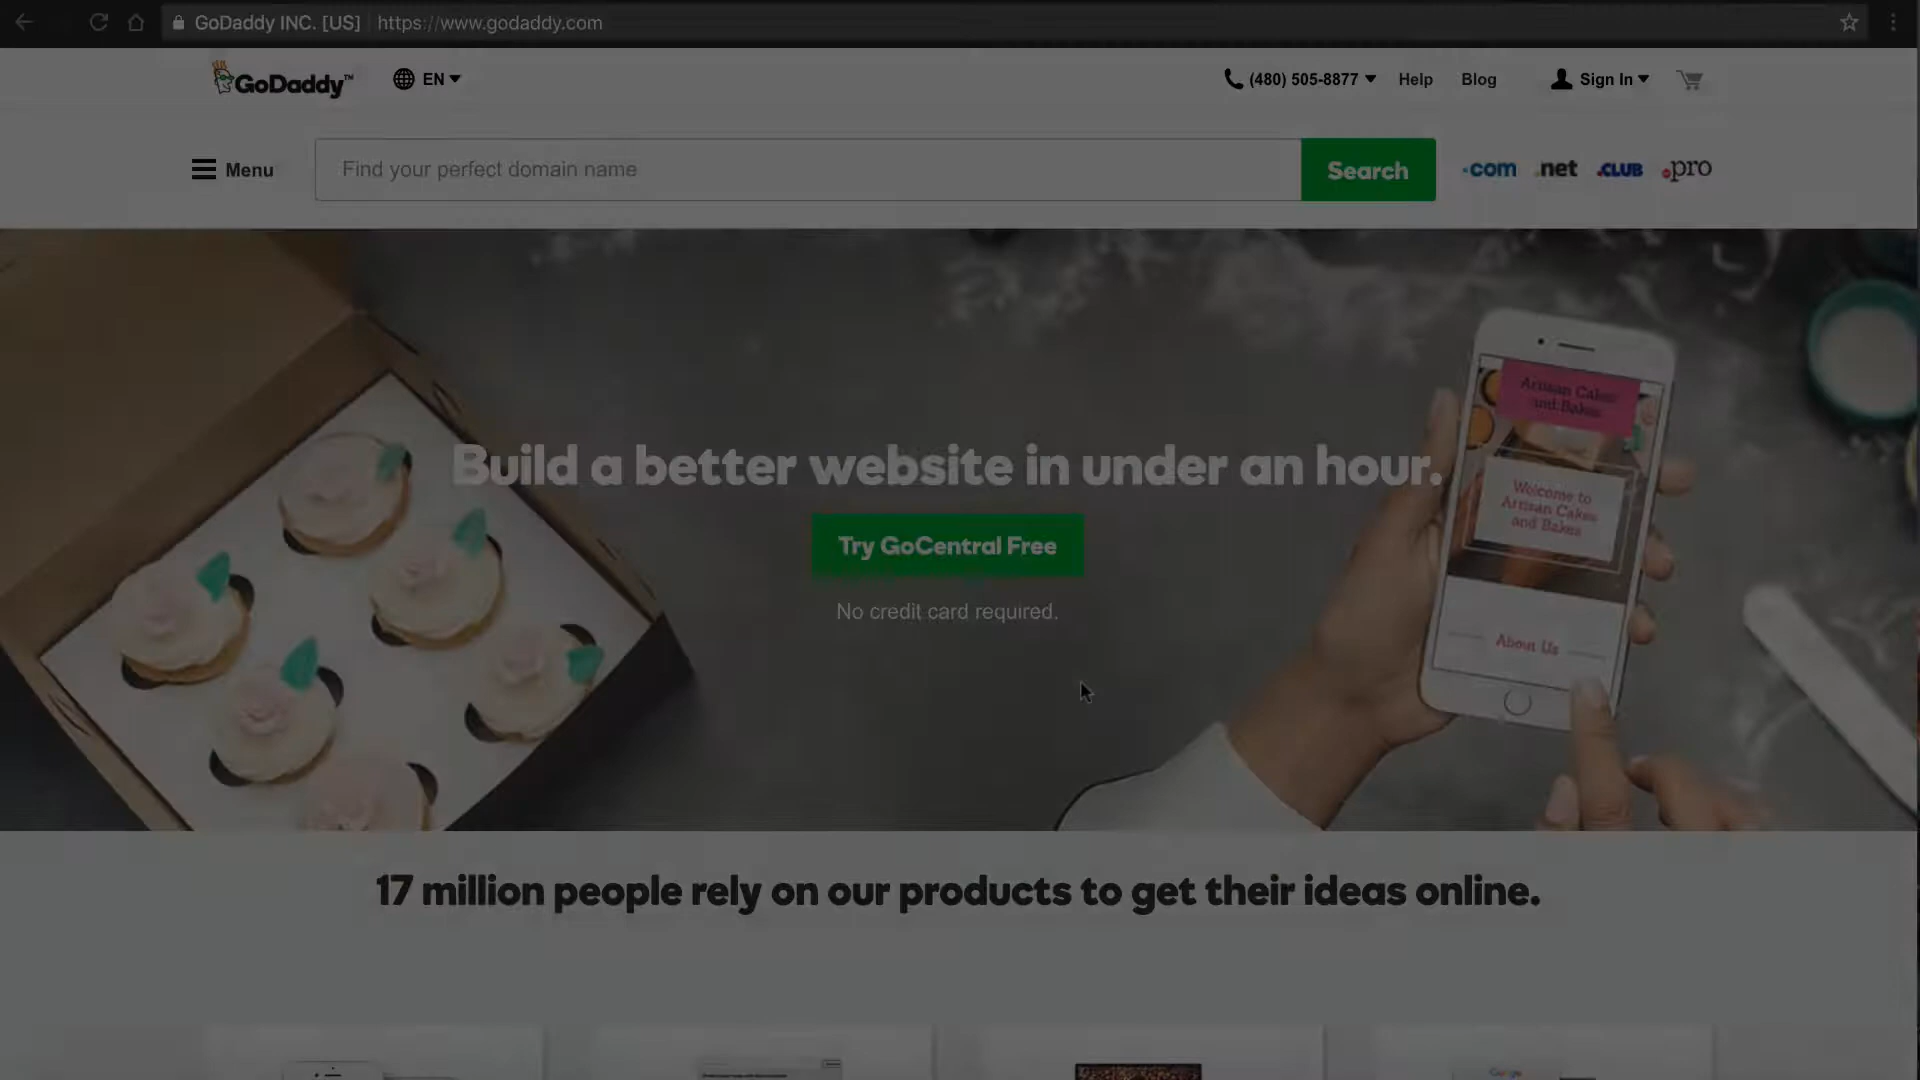 GoDaddy INC. [US] https://www.godaddy.com
GoDaddy™ EN (480) 505-8877 Help Blog Sign In
Menu Find your perfect domain name Search .com .net .CLUB .pro
Build a better website in under an hour.
Try GoCentral Free
No credit card required.
Artisan Cakes
and Bakes
Welcome to
Artisan Cakes
and Bakes
About Us
17 million people rely on our products to get their ideas online.
Google